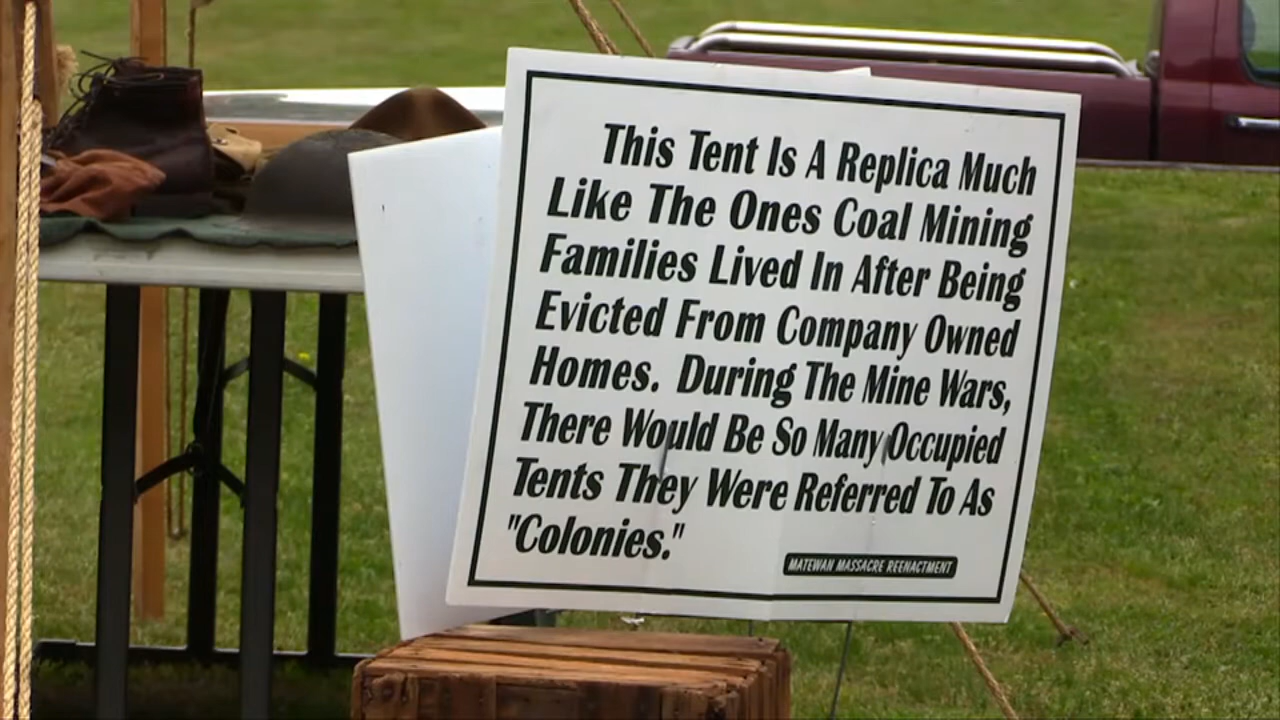 This Tent Is A Replica Much
Like The Ones Coal Mining
Families Lived In After Being
Evicted From Company Owned
Homes. During The Mine Wars,
There Would Be So Many Occupied
Tents They Were Referred To As
"Colonies."
MATEWAN MASSACRE REENACTMENT